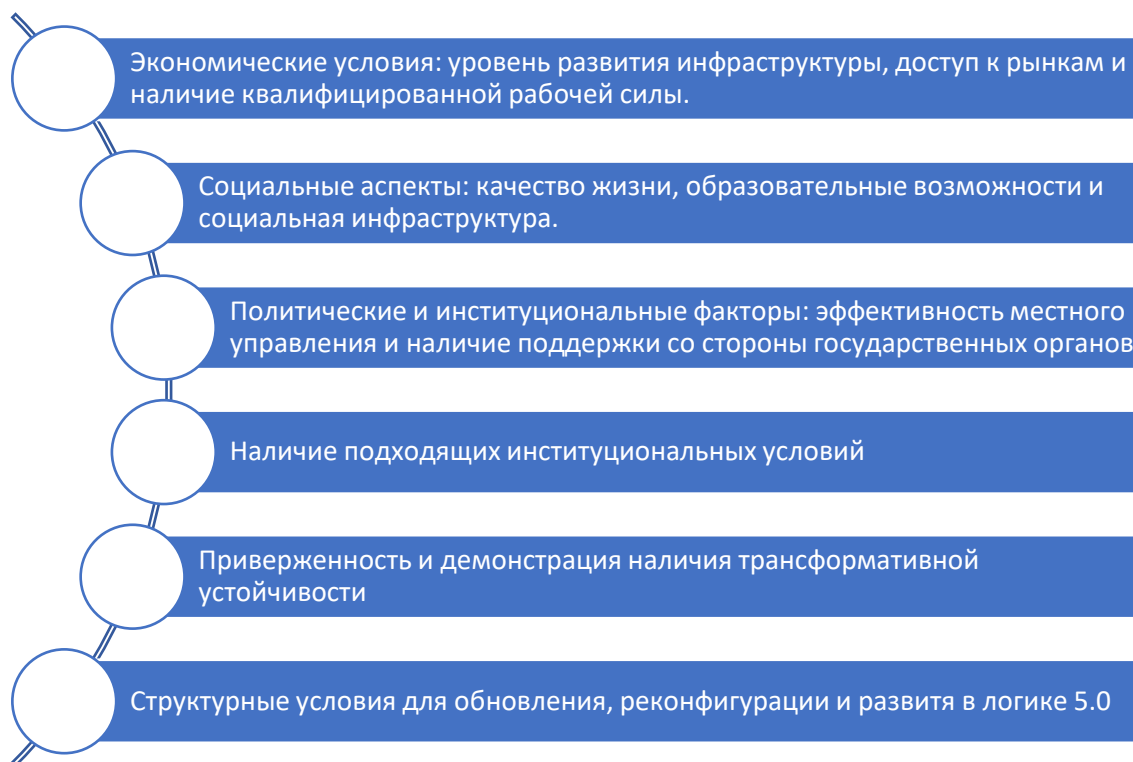 Экономические условия: уровень развития инфраструктуры, доступ к рынкам и
наличие квалифицированной рабочей силы.
Социальные аспекты: качество жизни, образовательные возможности и
социальная инфраструктура.
Политические и институциональные факторы: эффективность местного
управления и наличие поддержки со стороны государственных органов
Наличие подходящих институциональных условий
Приверженность и демонстрация наличия трансформативной
устойчивости
Структурные условия для обновления, реконфигурации и развитя в логике 5.0